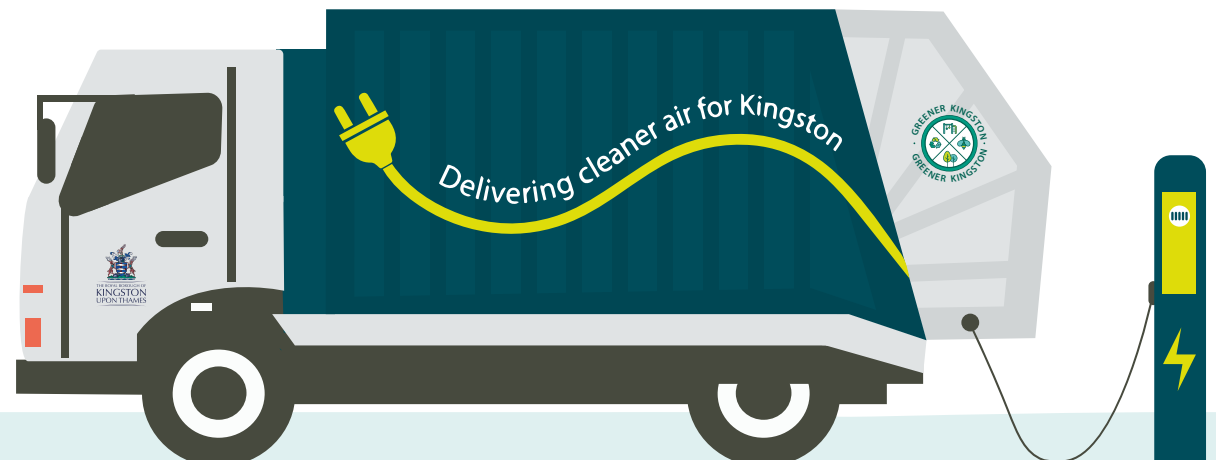 Delivering cleaner air for Kingston
GREENER KINGSTON
GREENER KINGSTON
THE ROYAL BOROUGH OF
KINGSTON
UPON THAMES